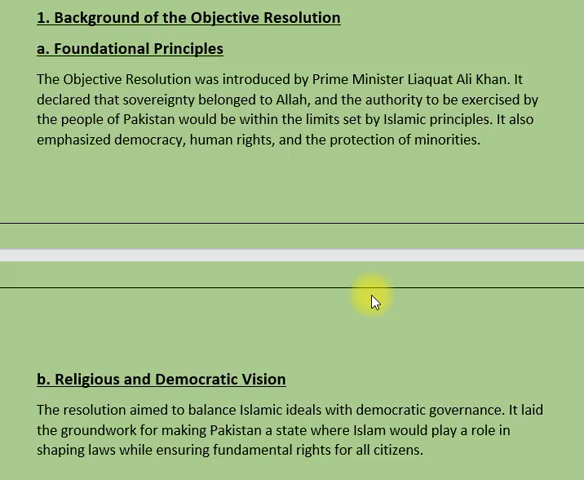 1. Background of the Objective Resolution
a. Foundational Principles
The Objective Resolution was introduced by Prime Minister Liaquat Ali Khan. It
declared that sovereignty belonged to Allah, and the authority to be exercised by
the people of Pakistan would be within the limits set by Islamic principles. It also
emphasized democracy, human rights, and the protection of minorities.
b. Religious and Democratic Vision
The resolution aimed to balance Islamic ideals with democratic governance. It laid
the groundwork for making Pakistan a state where Islam would play a role in
shaping laws while ensuring fundamental rights for all citizens.